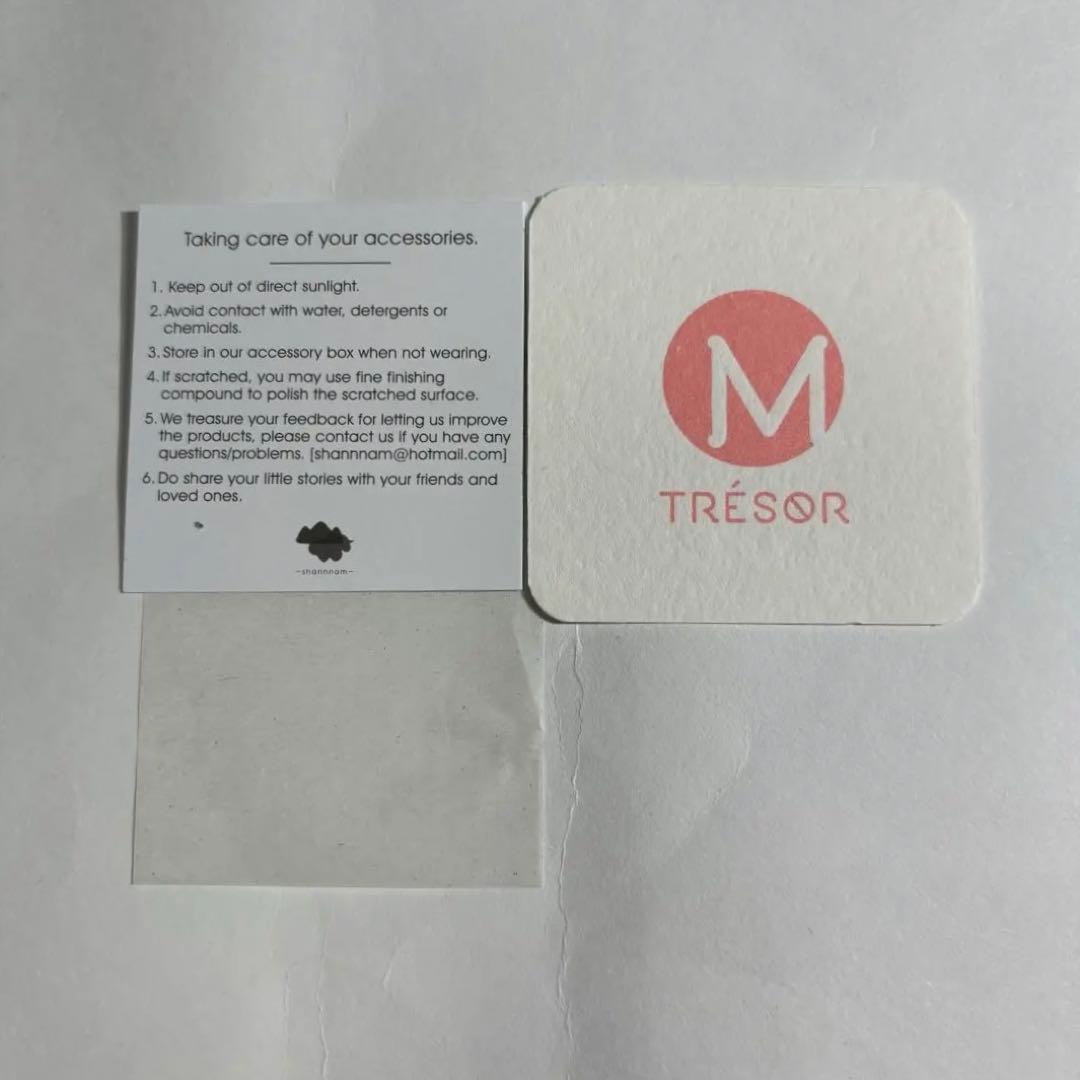 Taking care of your accessories.
1. Keep out of direct sunlight.
2. Avoid contact with water, detergents or
chemicals.
3. Store in our accessory box when not wearing.
4. If scratched, you may use fine finishing
compound to polish the scratched surface.
5. We treasure your feedback for letting us improve
the products, please contact us if you have any
questions/problems. [shannnam@hotmail.com]
6. Do share your little stories with your friends and
loved ones.
-shannnam-
M
TRÉSOR